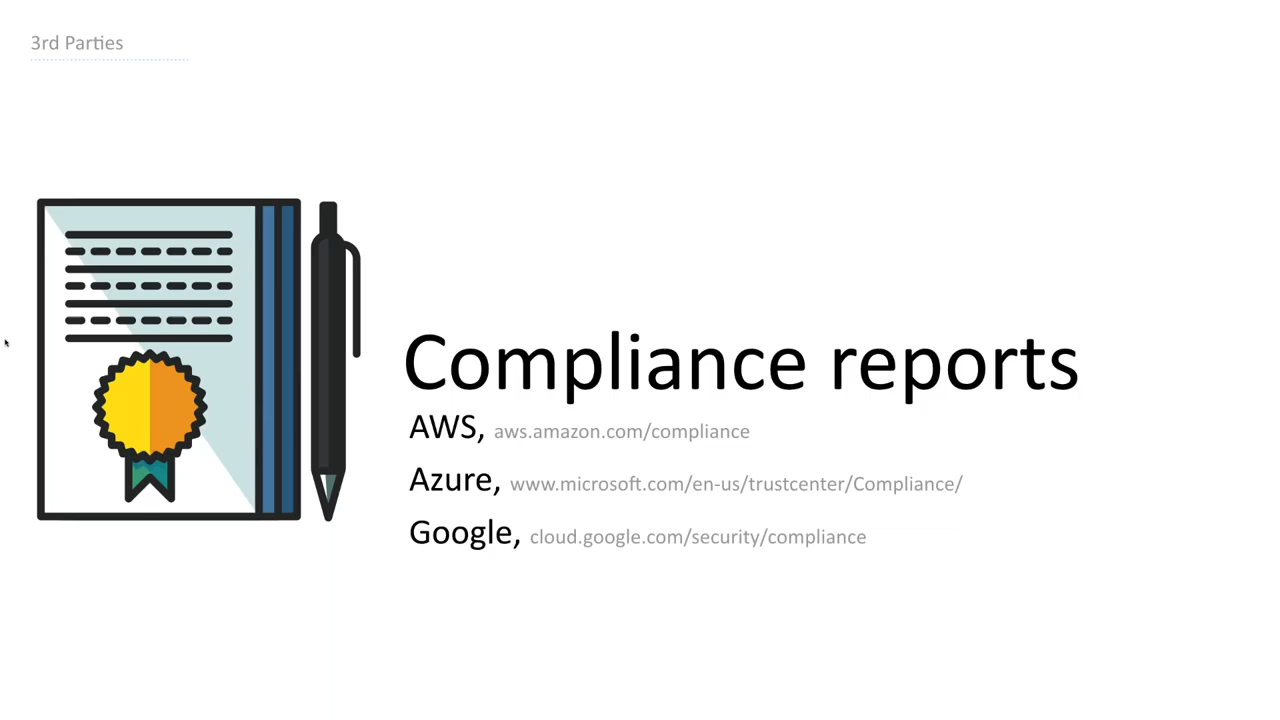 3rd Parties
Compliance reports
AWS, aws.amazon.com/compliance
Azure, www.microsoft.com/en-us/trustcenter/Compliance/
Google, cloud.google.com/security/compliance